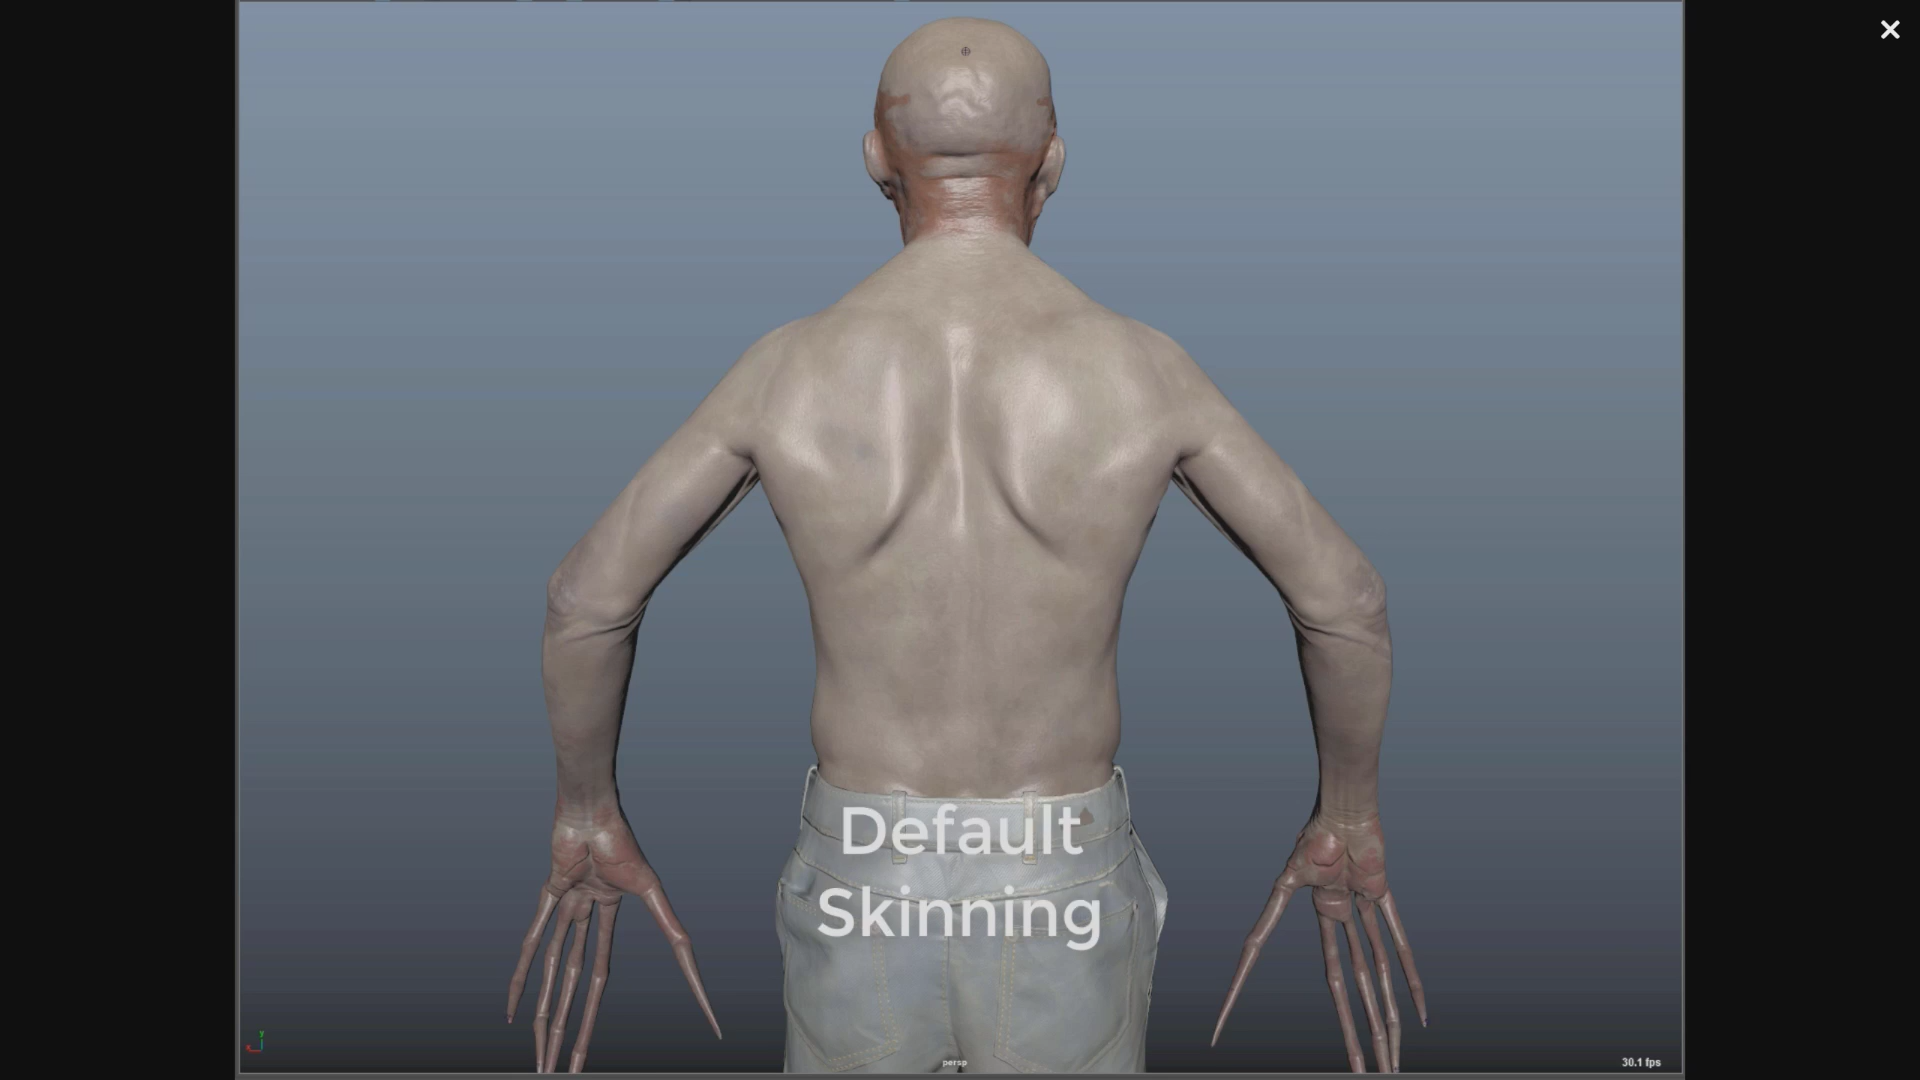 Default
Skinning
persp
30.1 fps
y